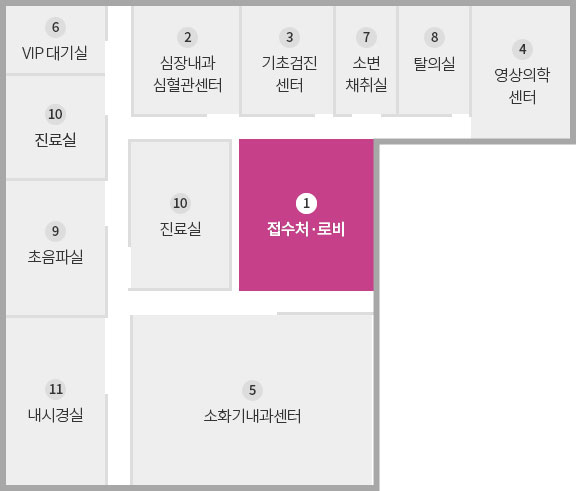 6
VIP 대기실
2
심장내과
심혈관센터
3
기초검진
센터
7
소변
채취실
8
탈의실
4
영상의학
센터
10
진료실
10
진료실
1
접수처·로비
9
초음파실
11
내시경실
5
소화기내과센터